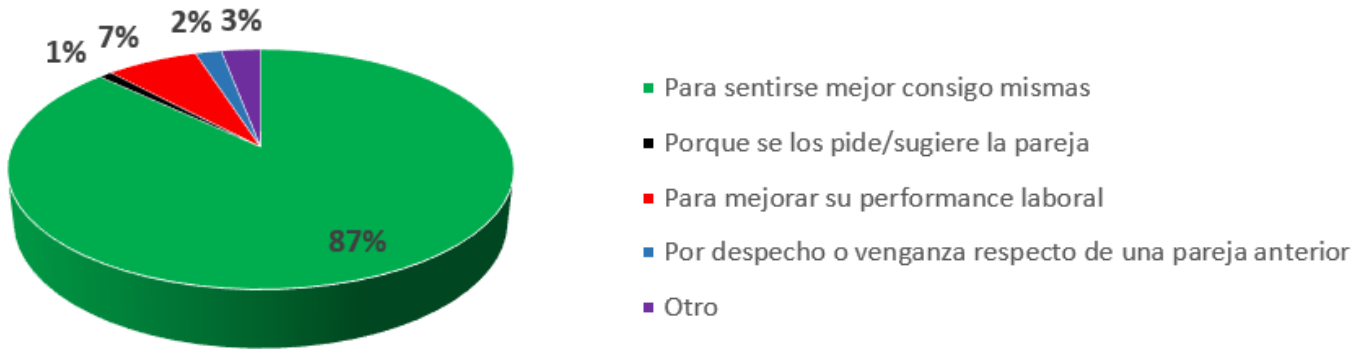 1%
7%
2%
3%
87%
Para sentirse mejor consigo mismas
Porque se los pide/sugiere la pareja
Para mejorar su performance laboral
Por despecho o venganza respecto de una pareja anterior
Otro